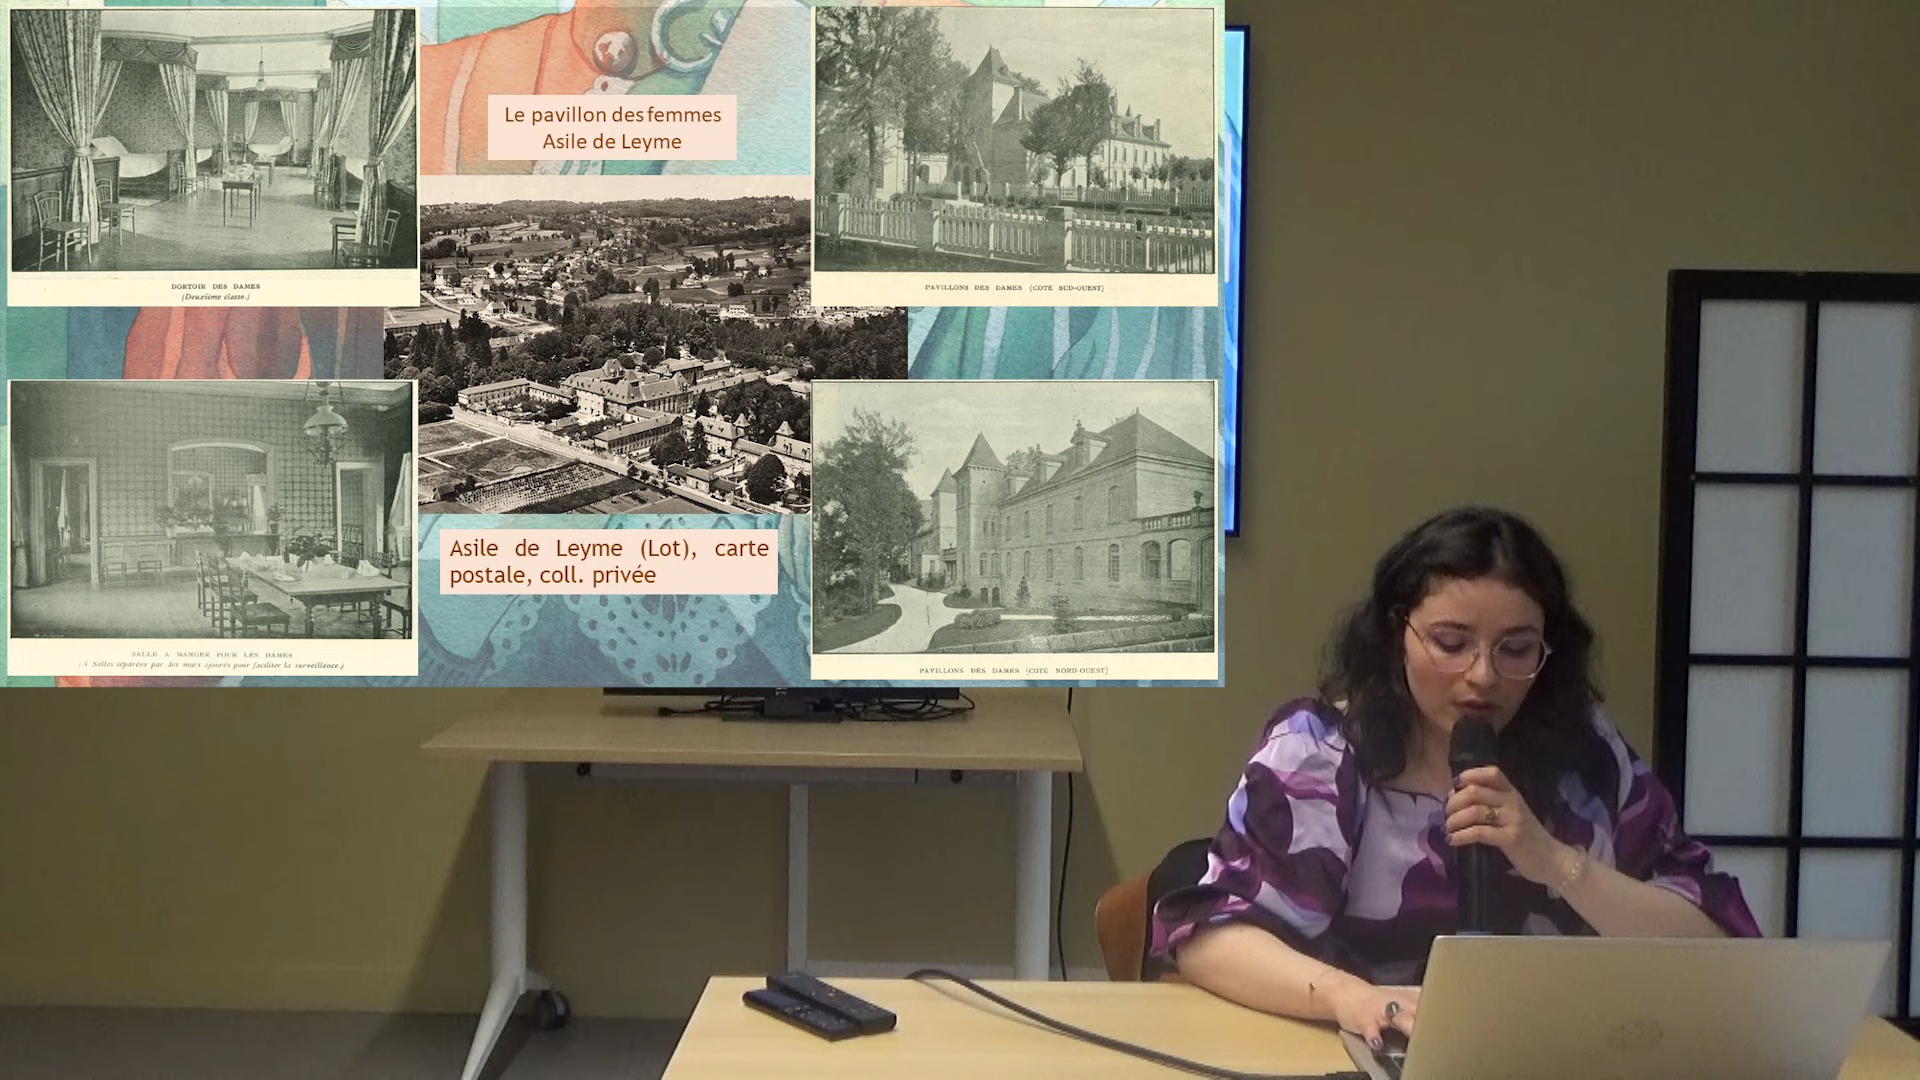 Le pavillon des femmes
Asile de Leyme
DORTOIR DES DAMES
(Deuxième classe.)
PAVILLONS DES DAMES (COTÉ SUD-OUEST)
Asile de Leyme (Lot), carte
postale, coll. privée
SALLE A MANGER POUR LES DAMES
(3 Salles séparées par des murs ajourés pour faciliter la surveillance.)
PAVILLONS DES DAMES (COTÉ NORD-OUEST)